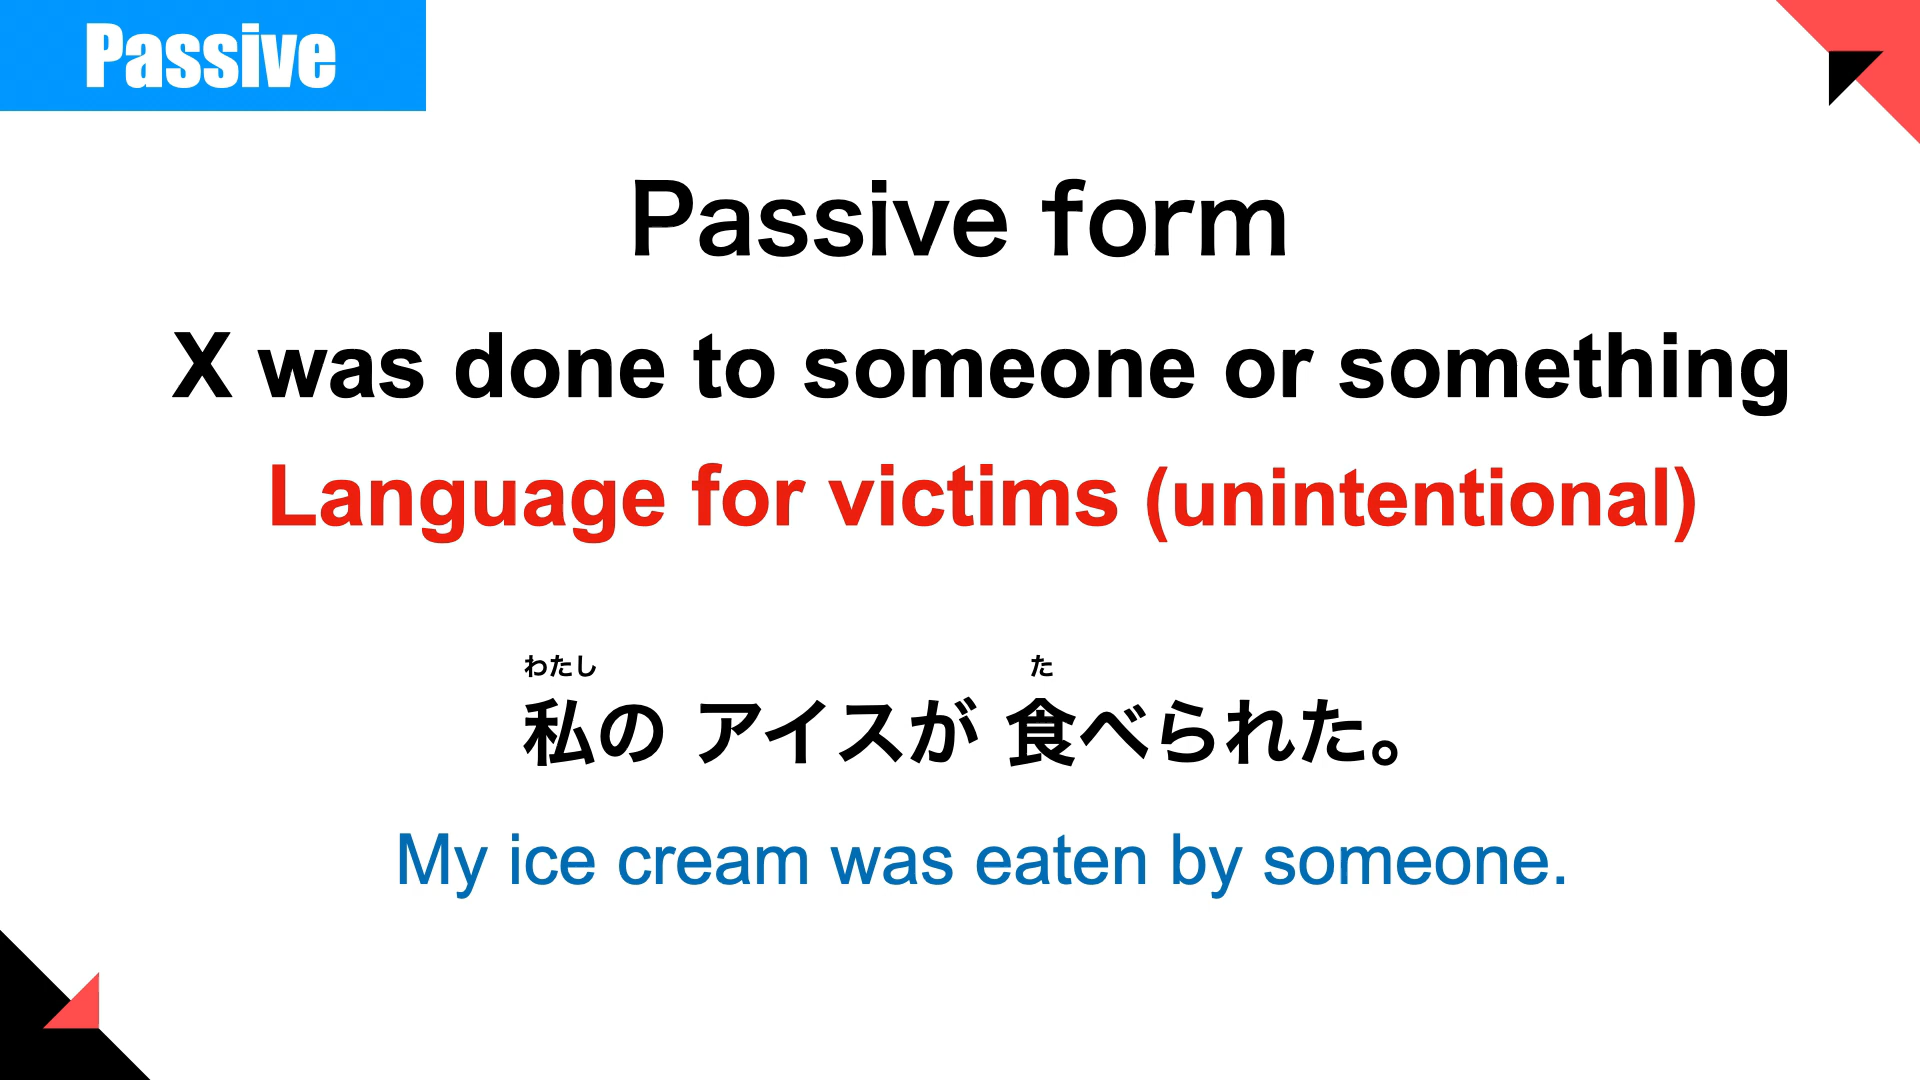 Passive
Passive form
X was done to someone or something
Language for victims (unintentional)
わたし た
私の アイスが 食べられた。
My ice cream was eaten by someone.